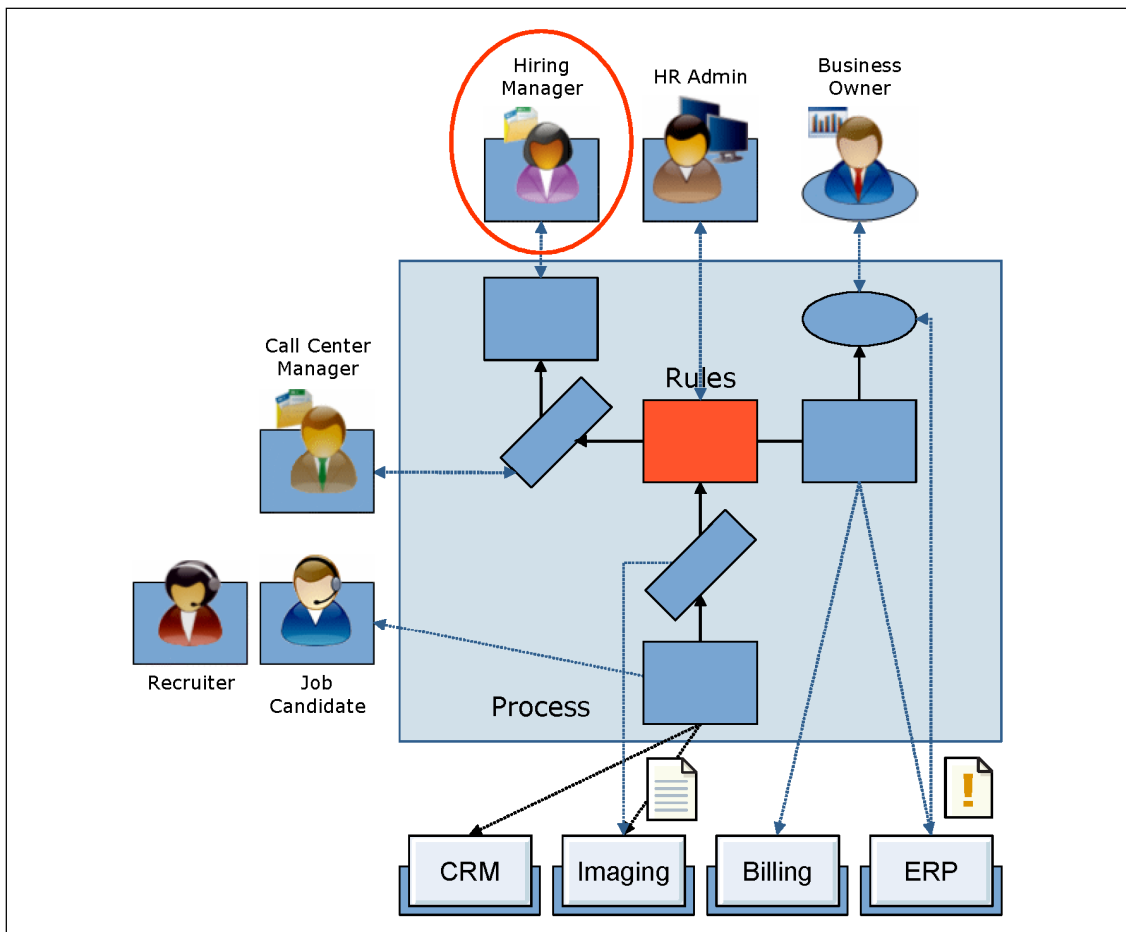 Hiring
Manager
HR Admin
Business
Owner
Call Center
Manager
Rules
Recruiter
Job
Candidate
Process
CRM
Imaging
Billing
ERP